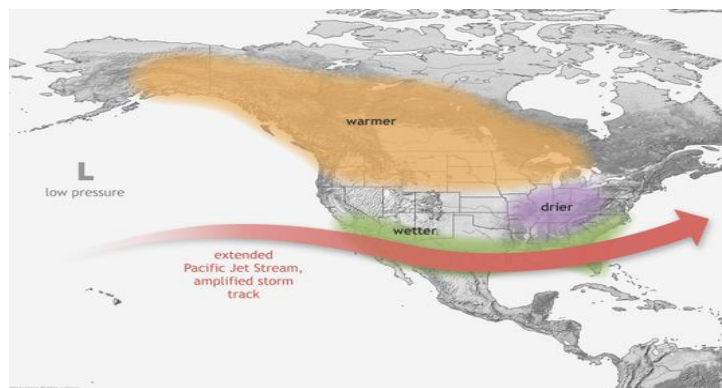 warmer
L
low pressure
drier
wetter
extended
Pacific Jet Stream,
amplified storm
track